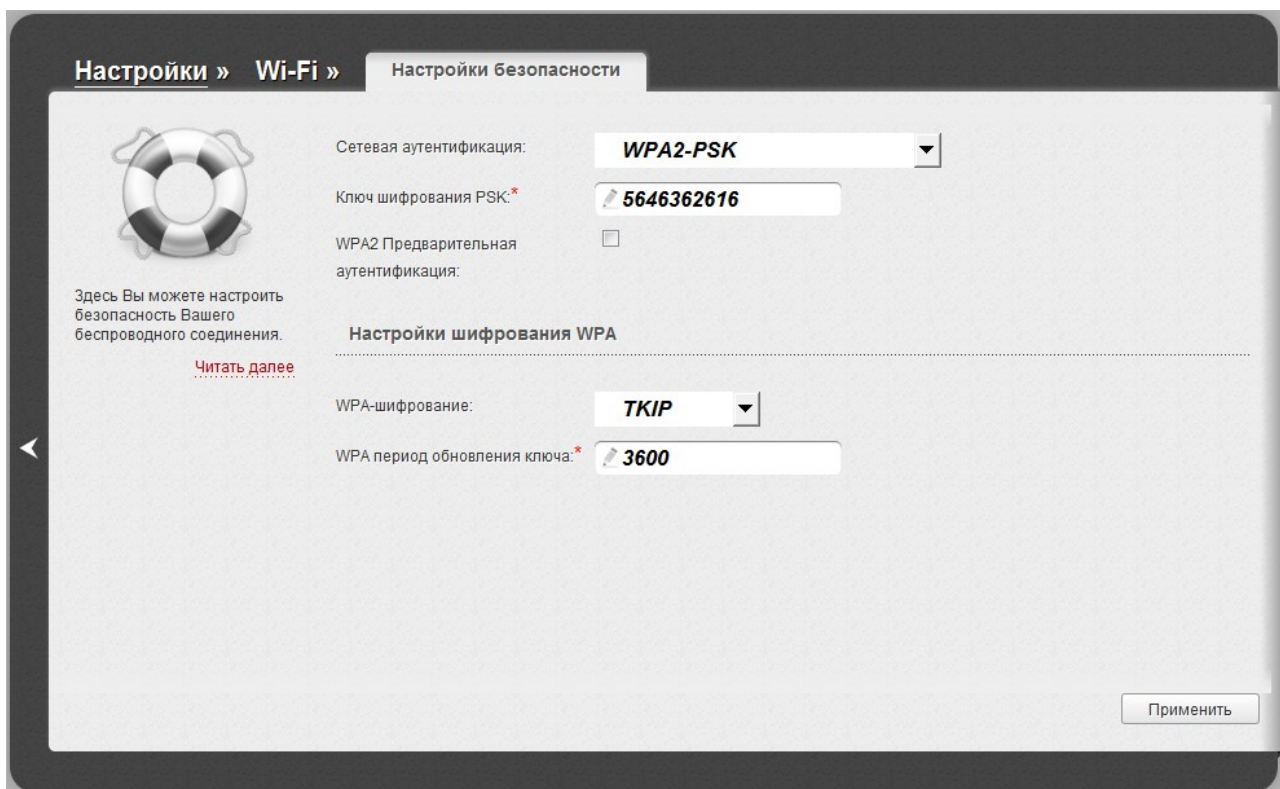 Настройки » Wi-Fi » Настройки безопасности
Здесь Вы можете настроить
безопасность Вашего
беспроводного соединения.
Читать далее
Сетевая аутентификация: WPA2-PSK
Ключ шифрования PSK:* 5646362616
WPA2 Предварительная
аутентификация:
Настройки шифрования WPA
WPA-шифрование: TKIP
WPA период обновления ключа:* 3600
Применить